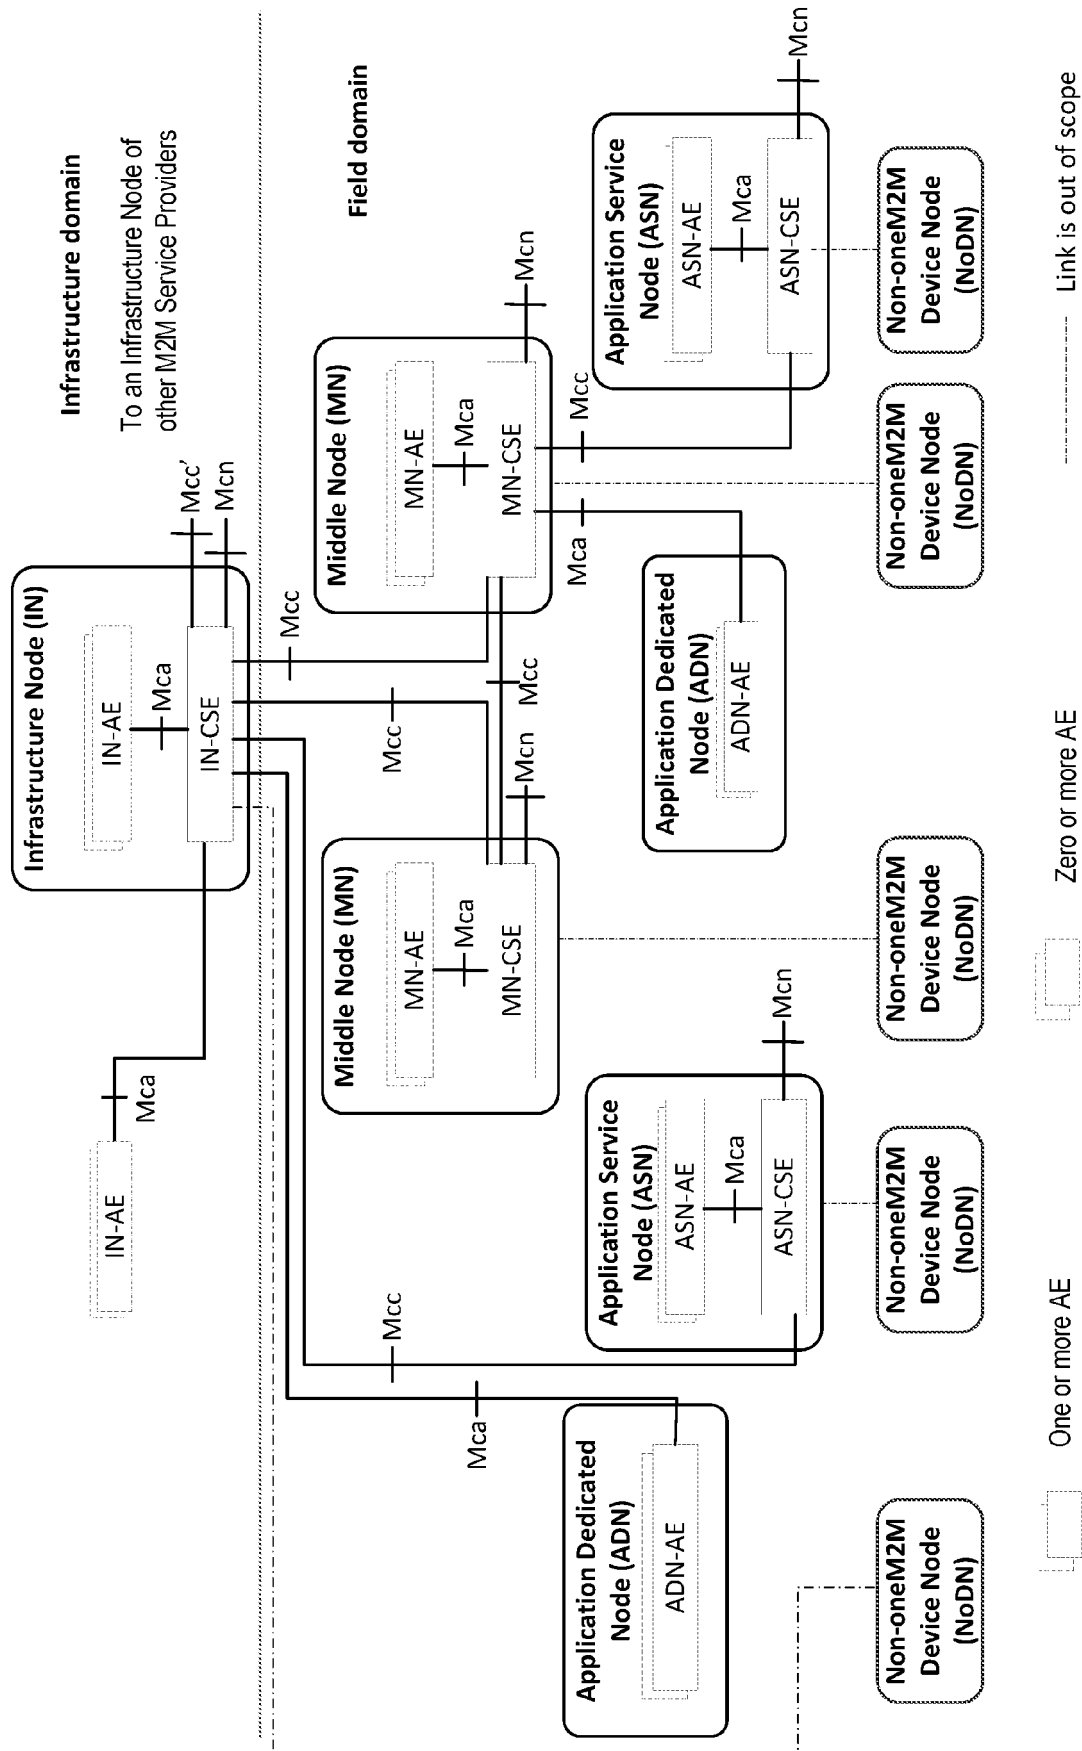 Infrastructure domain
To an Infrastructure Node of
other M2M Service Providers
Infrastructure Node (IN)
IN-AE
Mca
IN-CSE
Mcc'
Mcn
IN-AE
Mca
Field domain
Mcc
Mcc
Mcc
Mca
Middle Node (MN)
MN-AE
Mca
MN-CSE
Mcn
Mcc
Middle Node (MN)
MN-AE
Mca
MN-CSE
Mcn
Mca
Mcc
Application Dedicated
Node (ADN)
ADN-AE
Application Service
Node (ASN)
ASN-AE
Mca
ASN-CSE
Mcn
Application Dedicated
Node (ADN)
ADN-AE
Application Service
Node (ASN)
ASN-AE
Mca
ASN-CSE
Mcn
Non-oneM2M
Device Node
(NoDN)
Non-oneM2M
Device Node
(NoDN)
Non-oneM2M
Device Node
(NoDN)
Non-oneM2M
Device Node
(NoDN)
Non-oneM2M
Device Node
(NoDN)
One or more AE
Zero or more AE
Link is out of scope